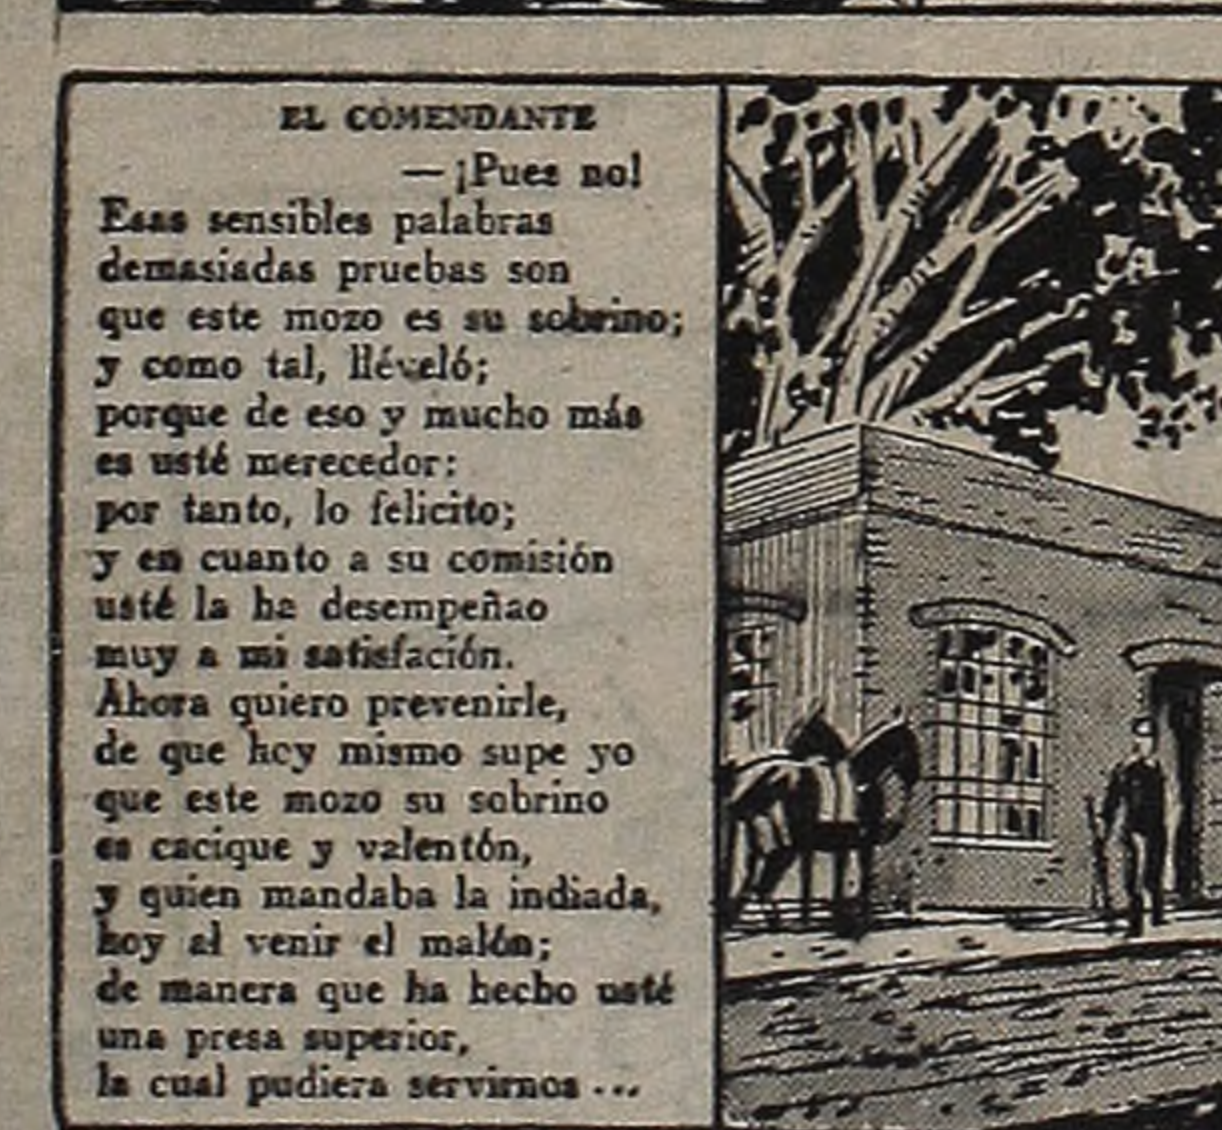 EL COMENDANTE
—¡Pues no!
Esas sensibles palabras
demasiadas pruebas son
que este mozo es su sobrino;
y como tal, lléveló;
porque de eso y mucho más
es usté merecedor:
por tanto, lo felicito;
y en cuanto a su comisión
usté la ha desempeñao
muy a mi satisfación.
Ahora quiero prevenirle,
de que hoy mismo supe yo
que este mozo su sobrino
es cacique y valentón,
y quien mandaba la indiada,
hoy al venir el malón;
de manera que ha hecho usté
una presa superior,
la cual pudiera servirnos...